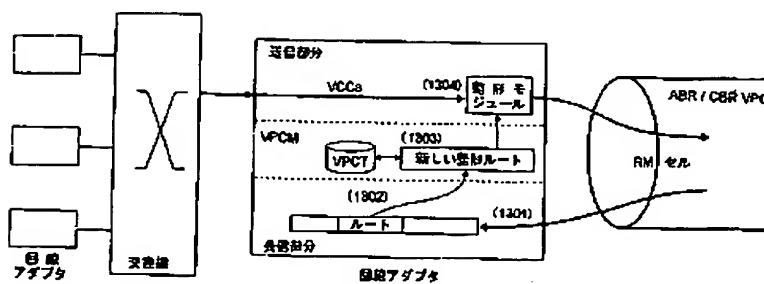 送信部分
VCCs
(1304)
整形モ
ジュール
ABR / CBR VPC
VPCM
(1303)
VPCT
新しい整形ルート
RM セル
(1302)
(1301)
ルート
受信部分
回線
アダプタ
交換機
回線アダプタ